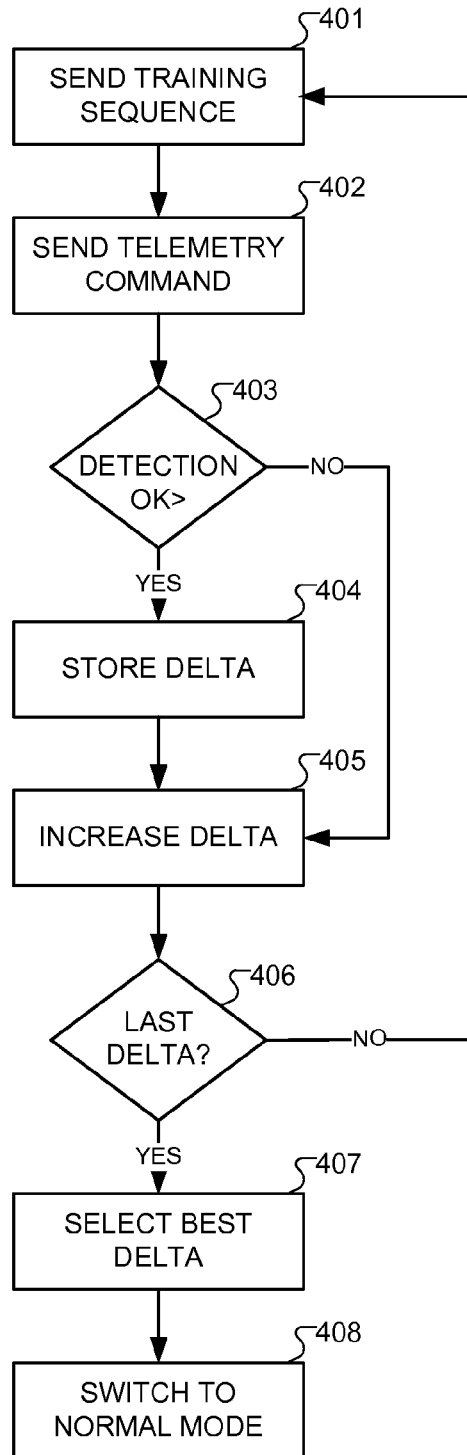 401
SEND TRAINING
SEQUENCE
402
SEND TELEMETRY
COMMAND
403
DETECTION
OK>
NO
YES
404
STORE DELTA
405
INCREASE DELTA
406
LAST
DELTA?
NO
YES
407
SELECT BEST
DELTA
408
SWITCH TO
NORMAL MODE